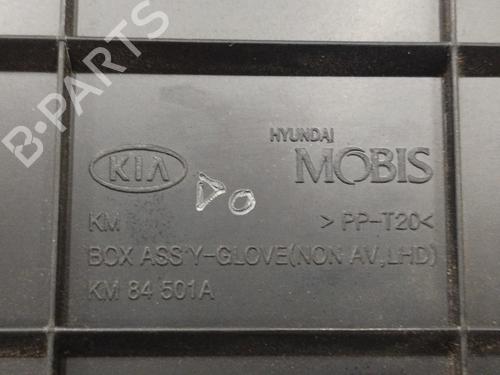 B-PARTS
KIA
HYUNDAI
MOBIS
KM
>PP-T20<
BOX ASS'Y-GLOVE(NON AV,LHD)
KM 84 501A